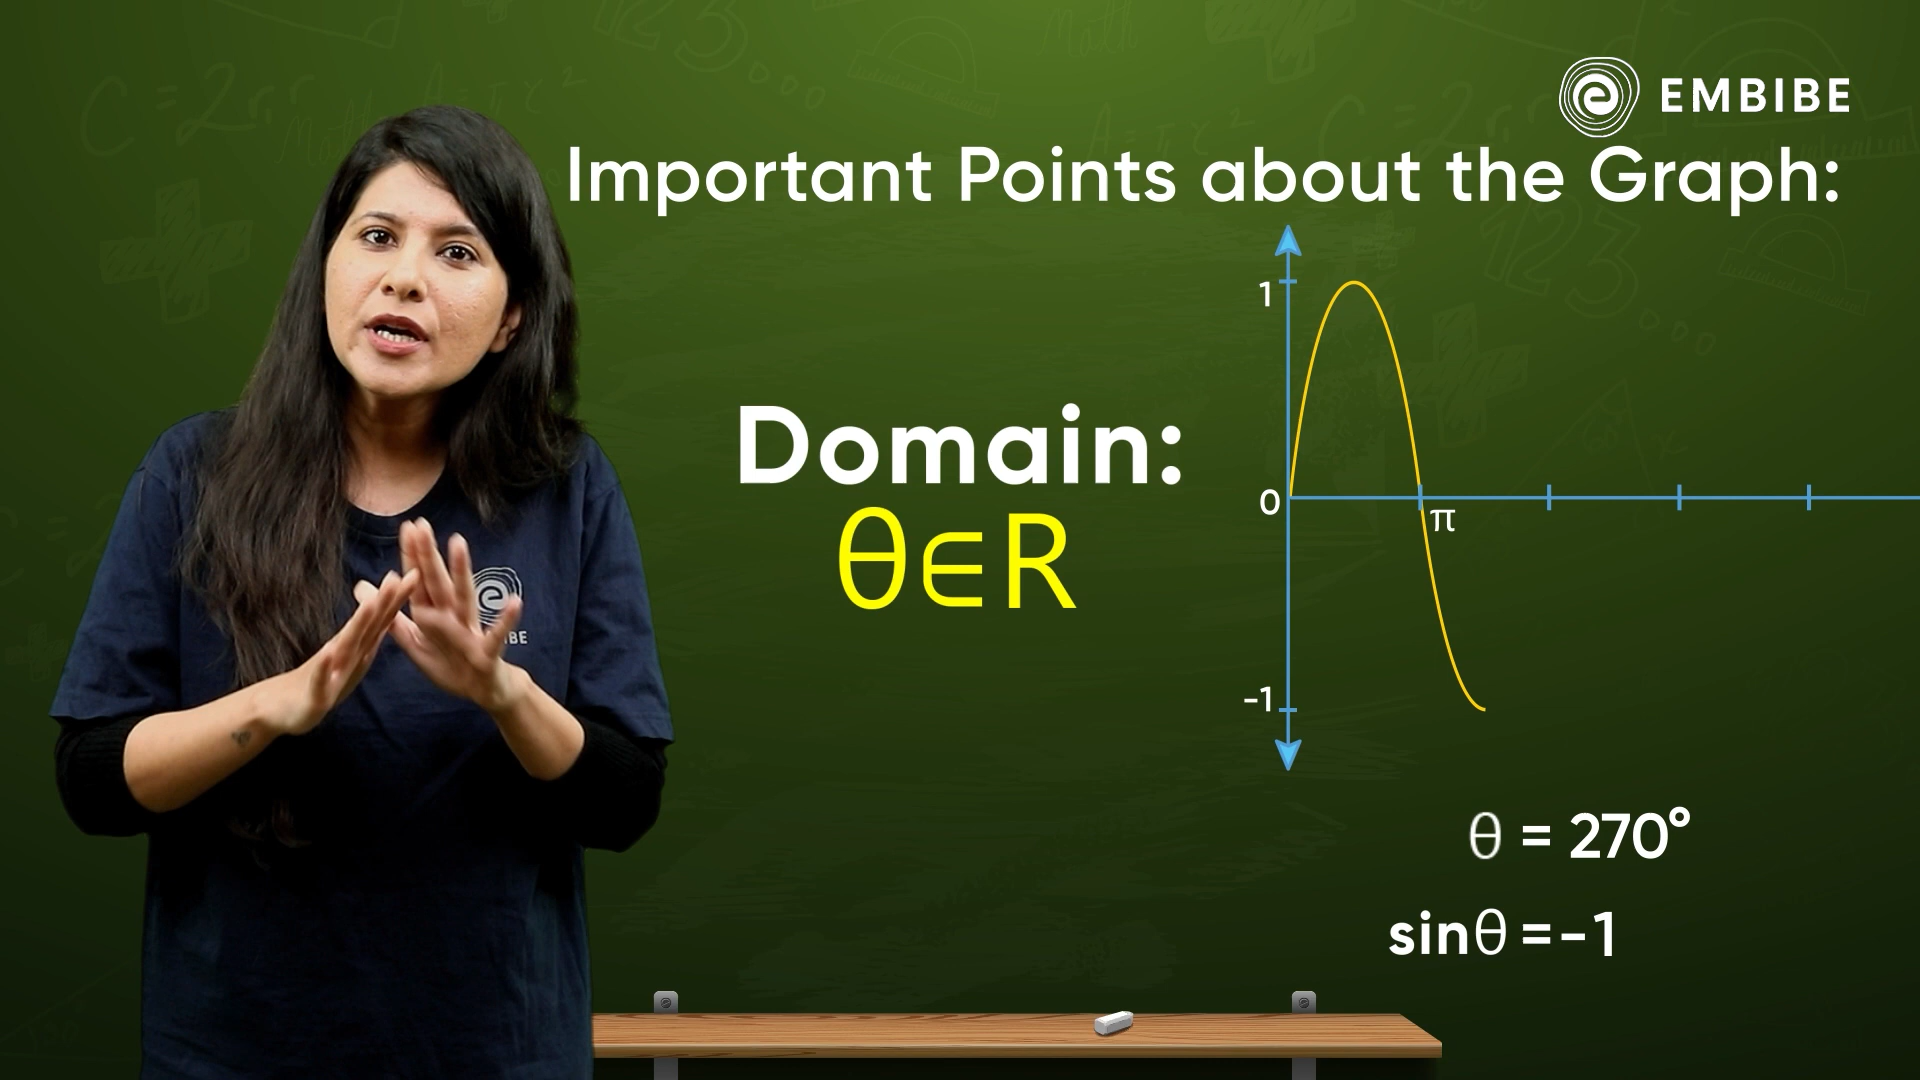 EMBIBE
Important Points about the Graph:
1
Domain:
0
π
θ∈R
-1
θ = 270°
sinθ = -1